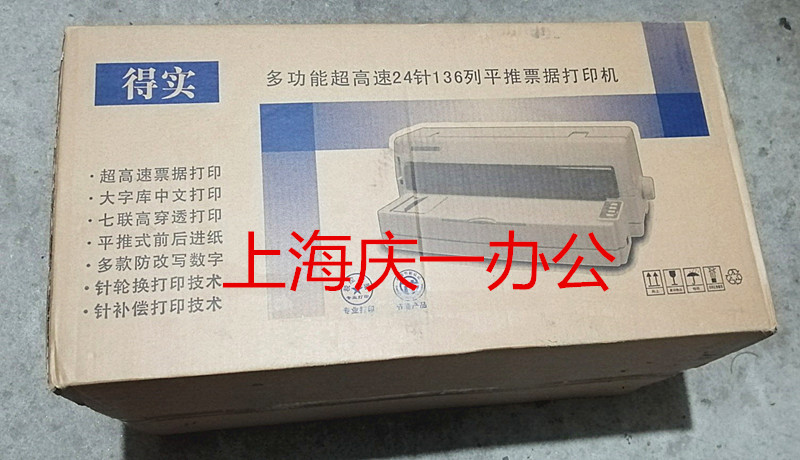 得实
多功能超高速24针136列平推票据打印机
·超高速票据打印
·大字库中文打印
·七联高穿透打印
·平推式前后进纸
·多款防改写数字
·针轮换打印技术
·针补偿打印技术
上海庆一办公